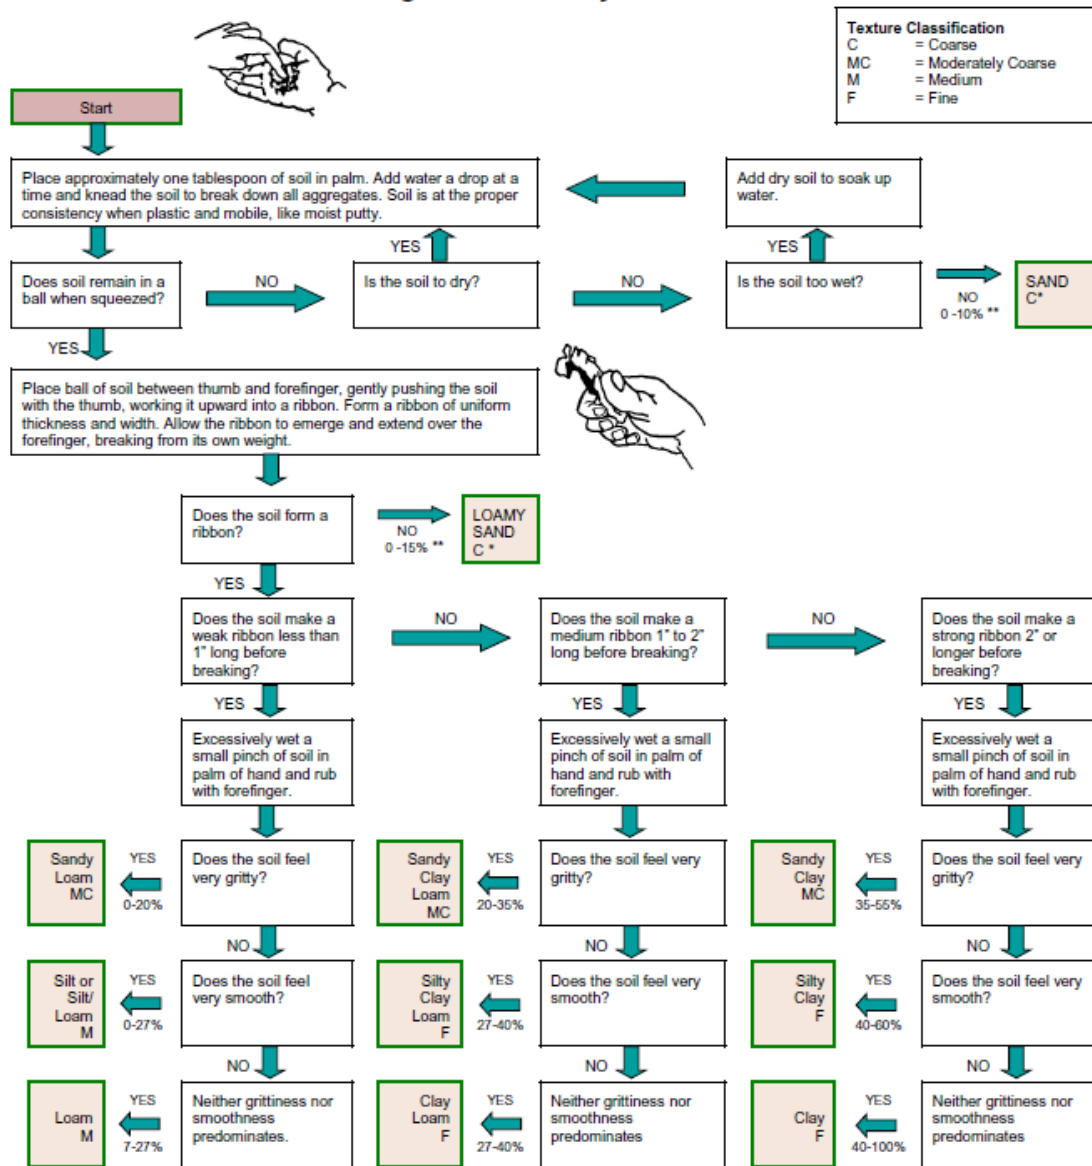 Texture Classification
C = Coarse
MC = Moderately Coarse
M = Medium
F = Fine
Start
Place approximately one tablespoon of soil in palm. Add water a drop at a
time and knead the soil to break down all aggregates. Soil is at the proper
consistency when plastic and mobile, like moist putty.
Add dry soil to soak up
water.
YES
YES
Does soil remain in a
ball when squeezed?
NO
Is the soil to dry?
NO
Is the soil too wet?
NO
0 -10% **
SAND
C*
YES
Place ball of soil between thumb and forefinger, gently pushing the soil
with the thumb, working it upward into a ribbon. Form a ribbon of uniform
thickness and width. Allow the ribbon to emerge and extend over the
forefinger, breaking from its own weight.
Does the soil form a
ribbon?
NO
0 -15% **
LOAMY
SAND
C *
YES
Does the soil make a
weak ribbon less than
1" long before
breaking?
NO
Does the soil make a
medium ribbon 1" to 2"
long before breaking?
NO
Does the soil make a
strong ribbon 2" or
longer before
breaking?
YES
YES
YES
Excessively wet a
small pinch of soil in
palm of hand and rub
with forefinger.
Excessively wet a small
pinch of soil in palm of
hand and rub with
forefinger.
Excessively wet a
small pinch of soil in
palm of hand and rub
with forefinger.
Sandy
Loam
MC
YES
0-20%
Does the soil feel
very gritty?
Sandy
Clay
Loam
MC
YES
20-35%
Does the soil feel very
gritty?
Sandy
Clay
MC
YES
35-55%
Does the soil feel very
gritty?
NO
NO
NO
Silt or
Silt/
Loam
M
YES
0-27%
Does the soil feel
very smooth?
Silty
Clay
Loam
F
YES
27-40%
Does the soil feel very
smooth?
Silty
Clay
F
YES
40-60%
Does the soil feel very
smooth?
NO
NO
NO
Loam
M
YES
7-27%
Neither grittiness nor
smoothness
predominates.
Clay
Loam
F
YES
27-40%
Neither grittiness nor
smoothness
predominates
Clay
F
YES
40-100%
Neither grittiness nor
smoothness
predominates